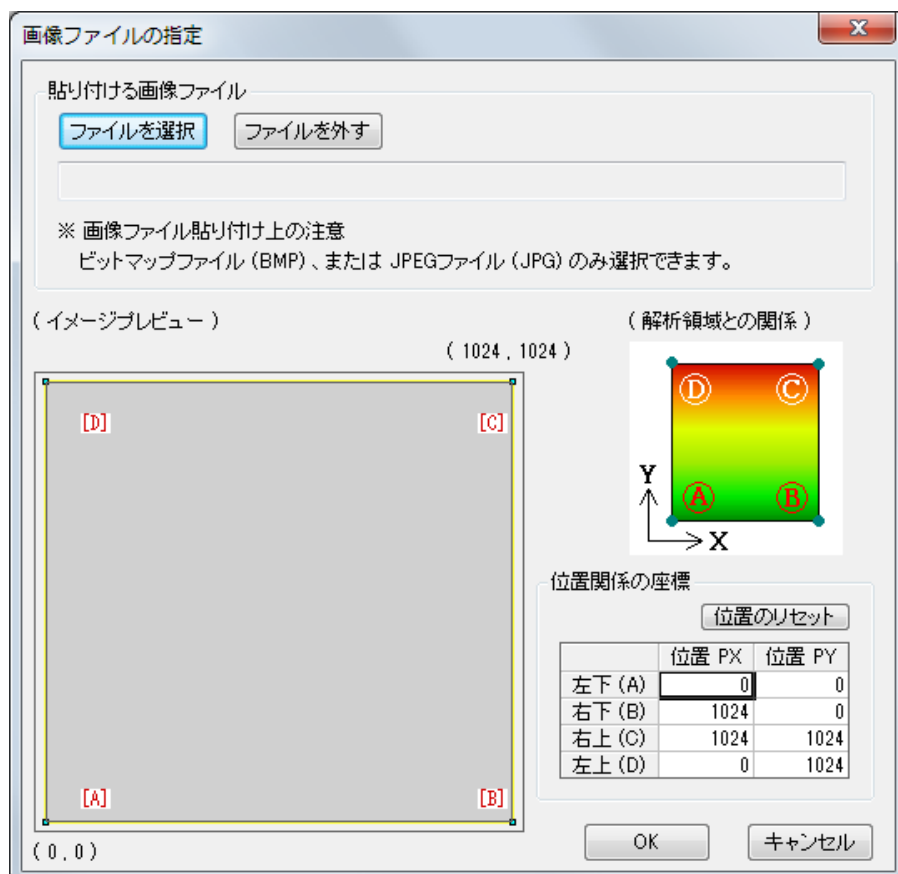 画像ファイルの指定
貼り付ける画像ファイル
ファイルを選択 ファイルを外す
※ 画像ファイル貼り付け上の注意
ビットマップファイル (BMP) 、または JPEGファイル (JPG) のみ選択できます。
( イメージプレビュー )
( 解析領域との関係 )
( 1024 , 1024 )
[D] [C]
[A] [B]
( 0 , 0 )
Ⓓ Ⓒ
Ⓐ Ⓑ
Y
X
位置関係の座標
位置のリセット
位置 PX 位置 PY
左下 (A) 0 0
右下 (B) 1024 0
右上 (C) 1024 1024
左上 (D) 0 1024
OK キャンセル